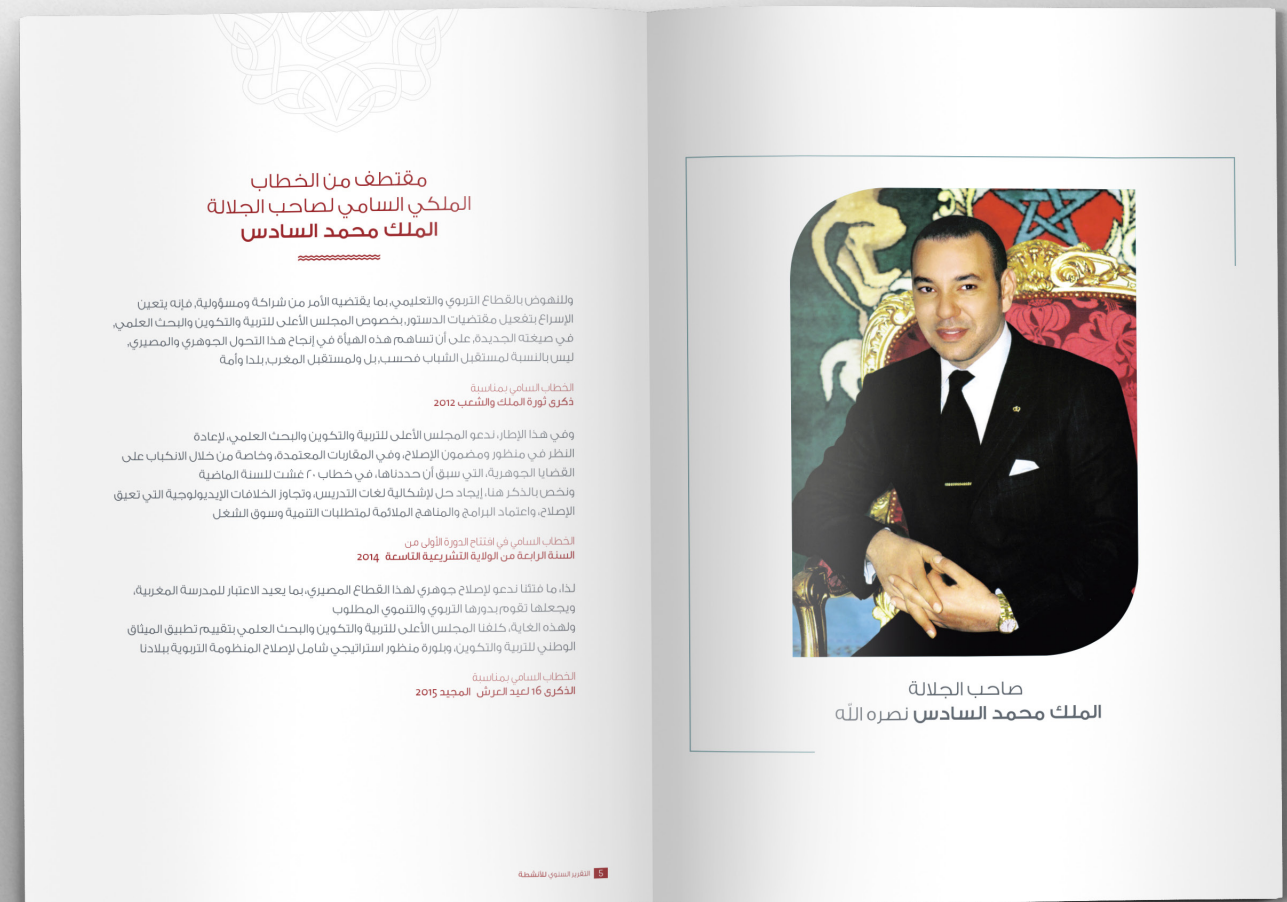 صاحب الجلالة
الملك محمد السادس نصره الله
مقتطف من الخطاب
الملكي السامي لصاحب الجلالة
الملك محمد السادس
وللنهوض بالقطاع التربوي والتعليمي، بما يقتضيه الأمر من شراكة ومسؤولية، فإنه يتعين
الإسراع بتفعيل مقتضيات الدستور، بخصوص المجلس الأعلى للتربية والتكوين والبحث العلمي،
في صيغته الجديدة، على أن تساهم هذه الهيأة في إنجاح هذا التحول الجوهري والمصيري،
ليس بالنسبة لمستقبل الشباب فحسب، بل ولمستقبل المغرب، بلدا وأمة
الخطاب السامي بمناسبة
ذكرى ثورة الملك والشعب 2012
وفي هذا الإطار، ندعو المجلس الأعلى للتربية والتكوين والبحث العلمي، لإعادة
النظر في منظور ومضمون الإصلاح، وفي المقاربات المعتمدة، وخاصة من خلال الانكباب على
القضايا الجوهرية، التي سبق أن حددناها، في خطاب ٢٠ غشت للسنة الماضية
ونخص بالذكر هنا، إيجاد حل لإشكالية لغات التدريس، وتجاوز الخلافات الإيديولوجية التي تعيق
الإصلاح، واعتماد البرامج والمناهج الملائمة لمتطلبات التنمية وسوق الشغل
الخطاب السامي في افتتاح الدورة الأولى من
السنة الرابعة من الولاية التشريعية التاسعة 2014
لذا، ما فتئنا ندعو لإصلاح جوهري لهذا القطاع المصيري، بما يعيد الاعتبار للمدرسة المغربية،
ويجعلها تقوم بدورها التربوي والتنموي المطلوب
ولهذه الغاية، كلفنا المجلس الأعلى للتربية والتكوين والبحث العلمي بتقييم تطبيق الميثاق
الوطني للتربية والتكوين، وبلورة منظور استراتيجي شامل لإصلاح المنظومة التربوية ببلادنا
الخطاب السامي بمناسبة
الذكرى 16 لعيد العرش المجيد 2015
5 التقرير السنوي للأنشطة